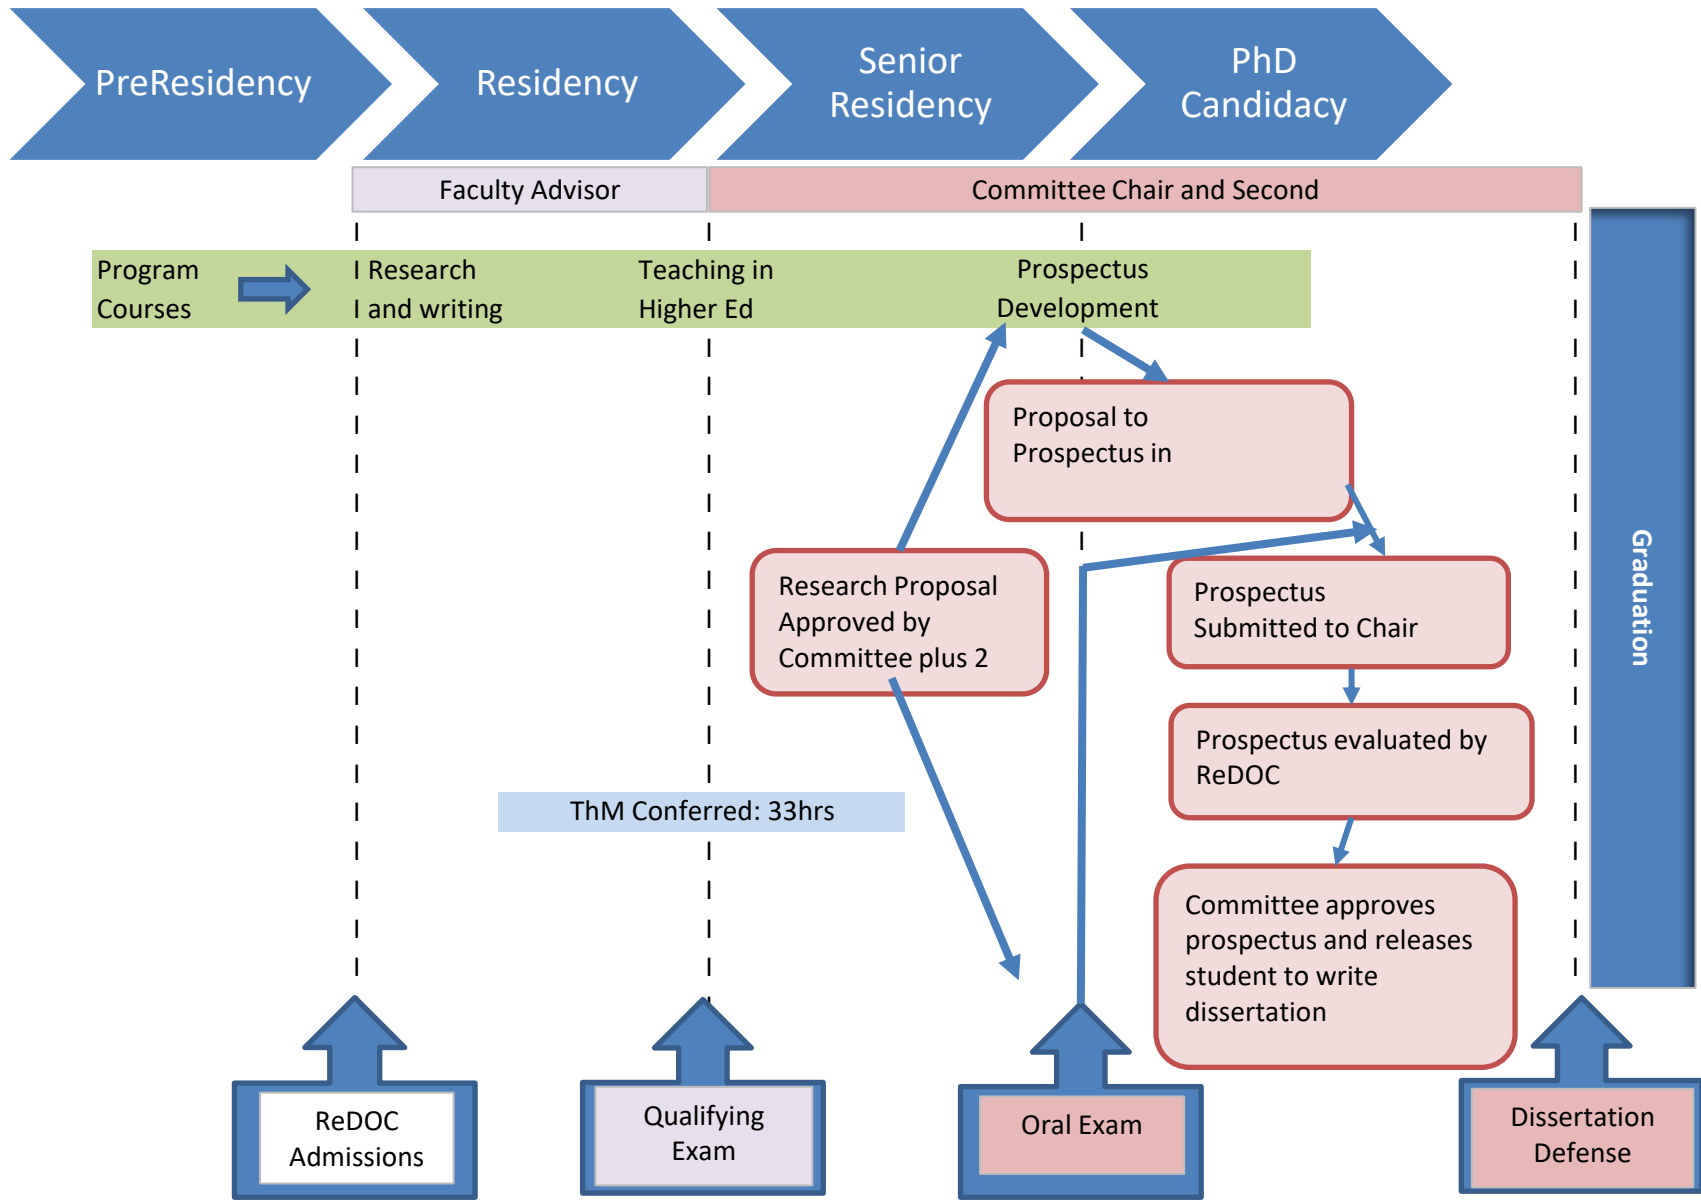 PreResidency
Residency
Senior
Residency
PhD
Candidacy
Faculty Advisor
Committee Chair and Second
Program
Courses
I Research
I and writing
Teaching in
Higher Ed
Prospectus
Development
Proposal to
Prospectus in
Research Proposal
Approved by
Committee plus 2
Prospectus
Submitted to Chair
Prospectus evaluated by
ReDOC
ThM Conferred: 33hrs
Committee approves
prospectus and releases
student to write
dissertation
Graduation
ReDOC
Admissions
Qualifying
Exam
Oral Exam
Dissertation
Defense